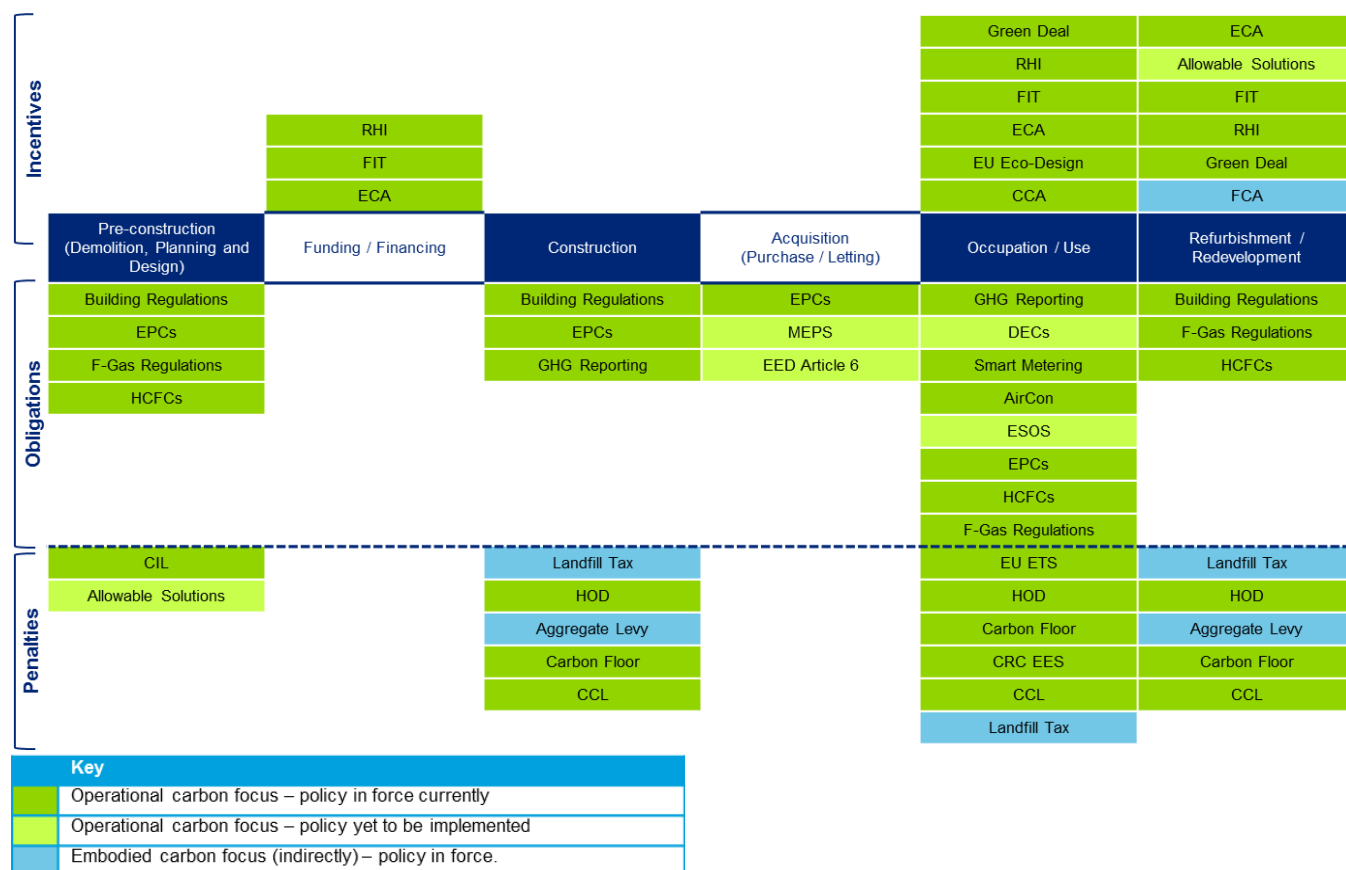 Incentives
Green Deal
ECA
RHI
Allowable Solutions
FIT
FIT
RHI
ECA
RHI
FIT
EU Eco-Design
Green Deal
ECA
CCA
FCA
Pre-construction
(Demolition, Planning and
Design)
Funding / Financing
Construction
Acquisition
(Purchase / Letting)
Occupation / Use
Refurbishment /
Redevelopment
Obligations
Building Regulations
Building Regulations
EPCs
GHG Reporting
Building Regulations
EPCs
EPCs
MEPS
DECs
F-Gas Regulations
F-Gas Regulations
GHG Reporting
EED Article 6
Smart Metering
HCFCs
HCFCs
AirCon
ESOS
EPCs
HCFCs
F-Gas Regulations
Penalties
CIL
Landfill Tax
EU ETS
Landfill Tax
Allowable Solutions
HOD
HOD
HOD
Aggregate Levy
Carbon Floor
Aggregate Levy
Carbon Floor
CRC EES
Carbon Floor
CCL
CCL
CCL
Landfill Tax
Key
Operational carbon focus – policy in force currently
Operational carbon focus – policy yet to be implemented
Embodied carbon focus (indirectly) – policy in force.